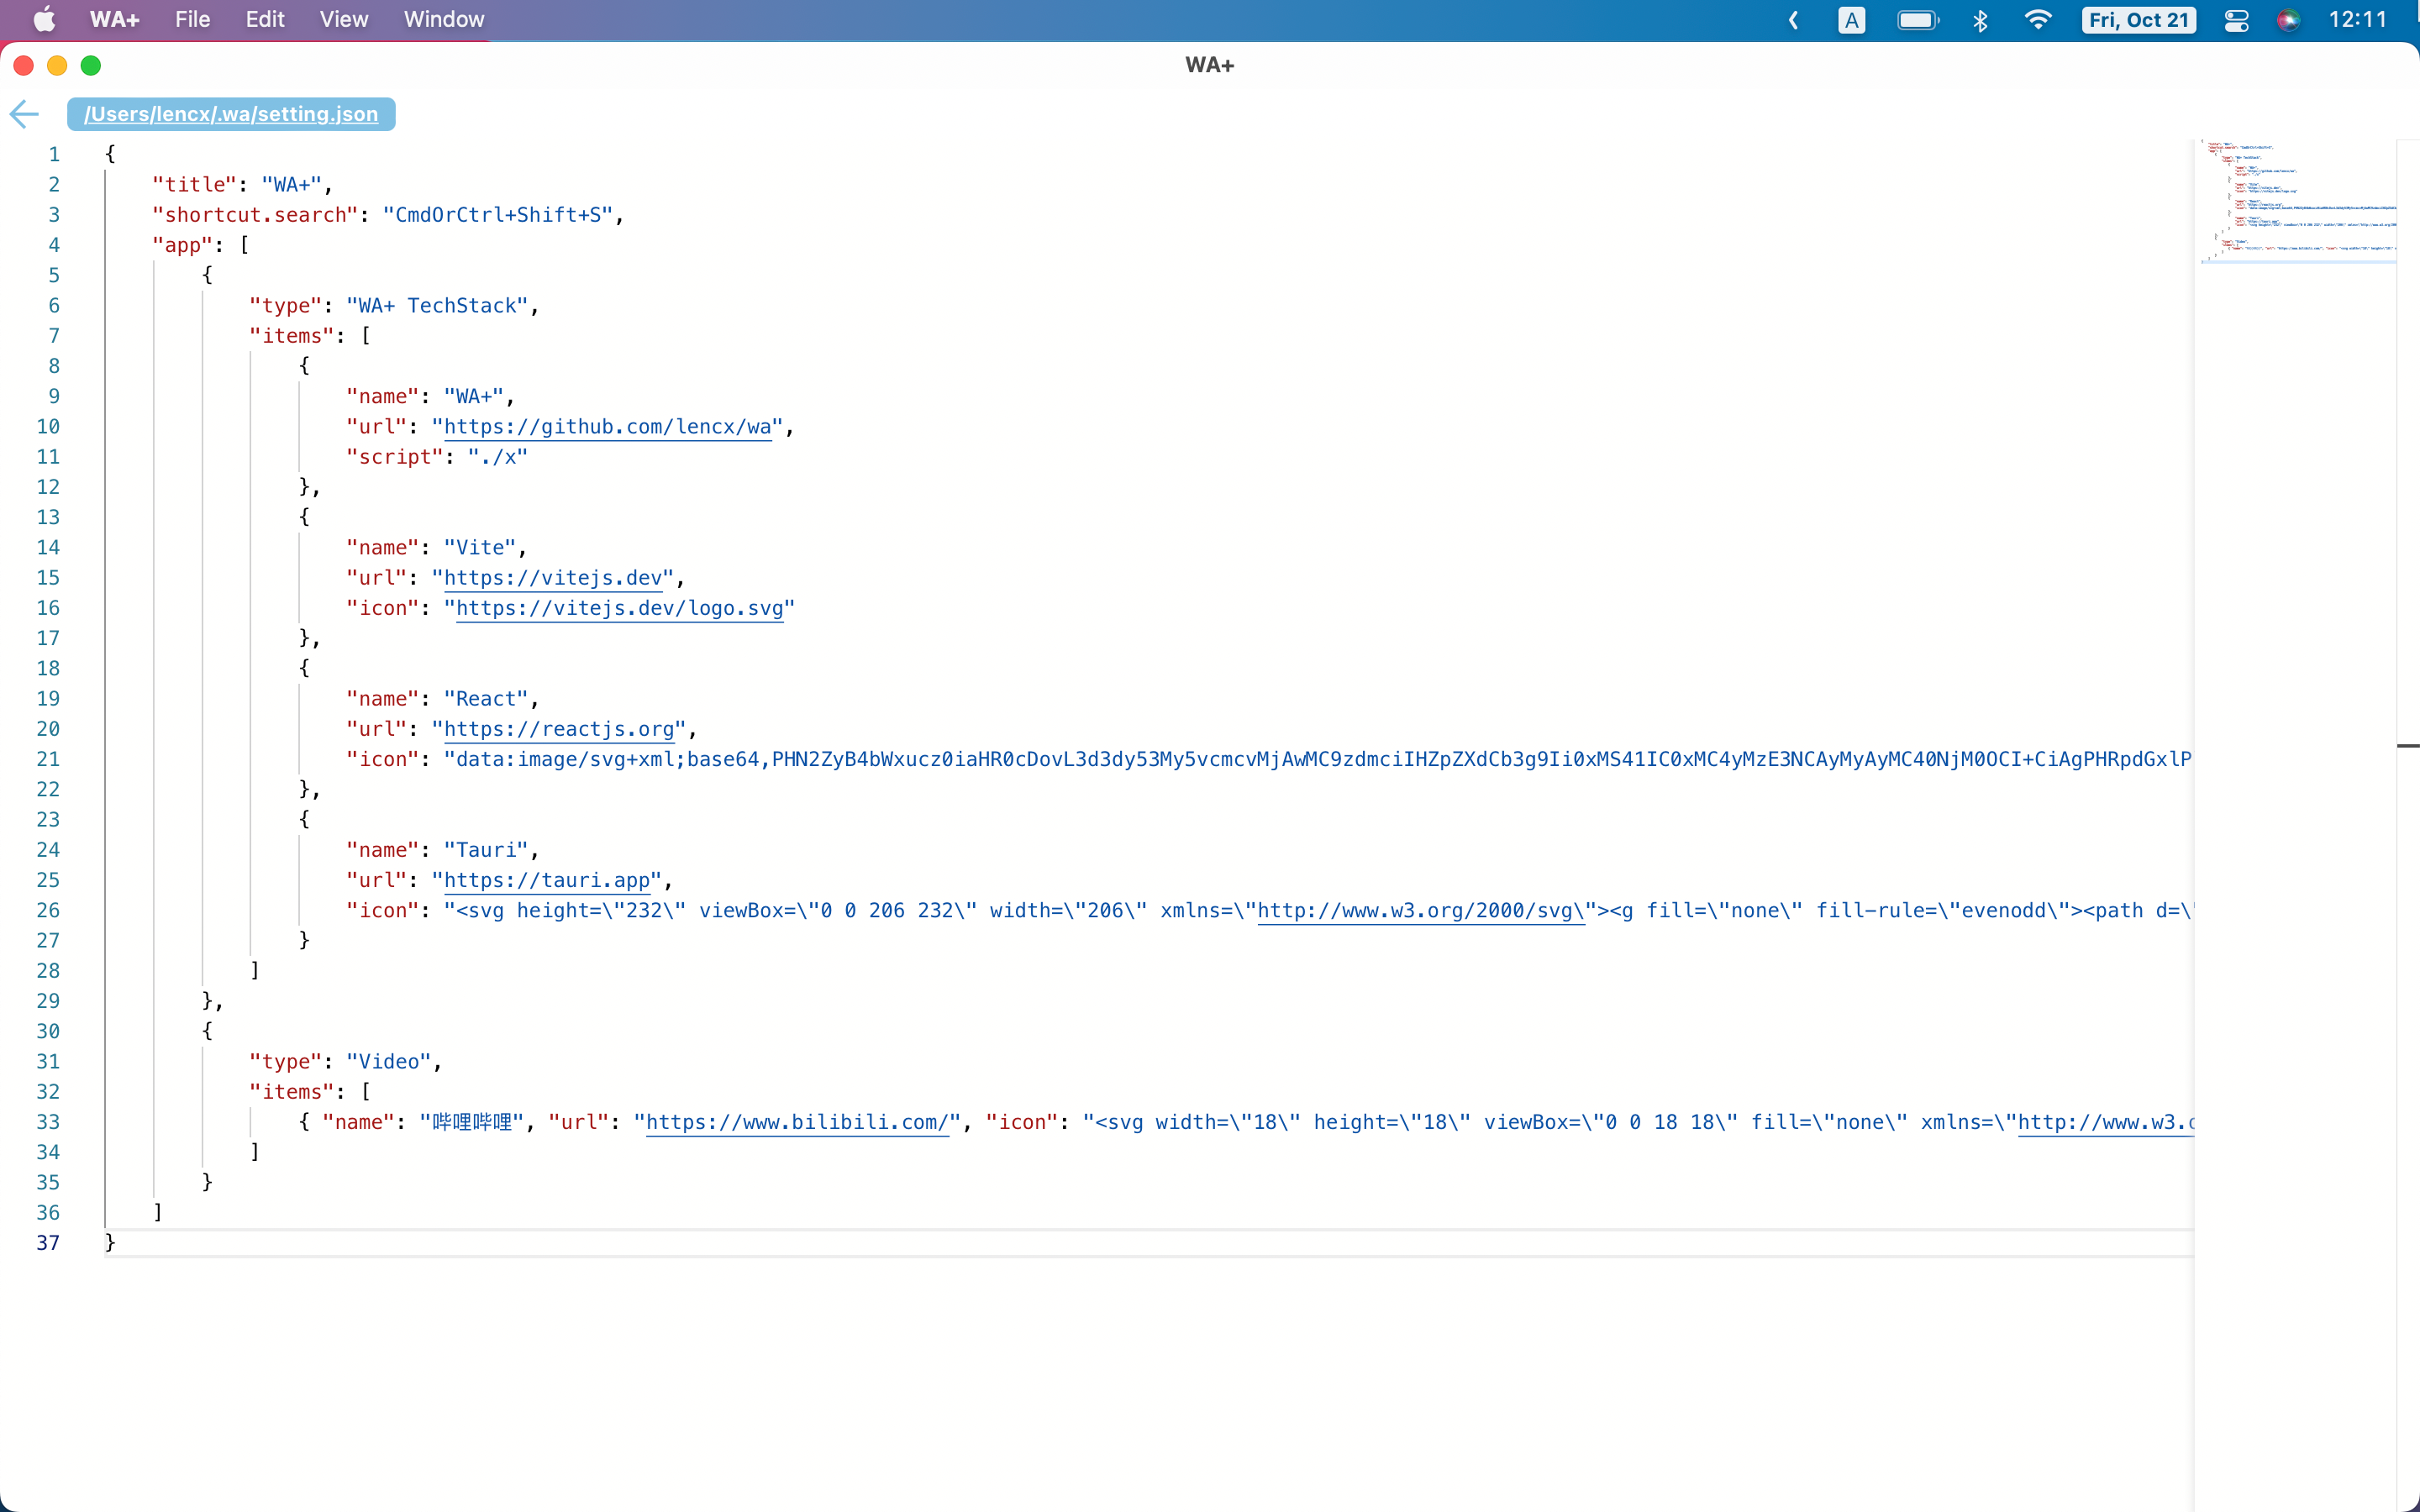 WA+ File Edit View Window A Fri, Oct 21 12:11
WA+
/Users/lencx/.wa/setting.json
1 {
2 "title": "WA+",
3 "shortcut.search": "CmdOrCtrl+Shift+S",
4 "app": [
5 {
6 "type": "WA+ TechStack",
7 "items": [
8 {
9 "name": "WA+",
10 "url": "https://github.com/lencx/wa",
11 "script": "./x"
12 },
13 {
14 "name": "Vite",
15 "url": "https://vitejs.dev",
16 "icon": "https://vitejs.dev/logo.svg"
17 },
18 {
19 "name": "React",
20 "url": "https://reactjs.org",
21 "icon": "data:image/svg+xml;base64,PHN2ZyB4bWxucz0iaHR0cDovL3d3dy53My5vcmcvMjAwMC9zdmciIHZpZXdCb3g9Ii0xMS41IC0xMC4yMzE3NCAyMyAyMC40NjM0OCI+CiAgPHRpdGxlP
22 },
23 {
24 "name": "Tauri",
25 "url": "https://tauri.app",
26 "icon": "<svg height=\"232\" viewBox=\"0 0 206 232\" width=\"206\" xmlns=\"http://www.w3.org/2000/svg\"><g fill=\"none\" fill-rule=\"evenodd\"><path d=\"
27 }
28 ]
29 },
30 {
31 "type": "Video",
32 "items": [
33 { "name": "哔哩哔哩", "url": "https://www.bilibili.com/", "icon": "<svg width=\"18\" height=\"18\" viewBox=\"0 0 18 18\" fill=\"none\" xmlns=\"http://www.w3.o
34 ]
35 }
36 ]
37 }